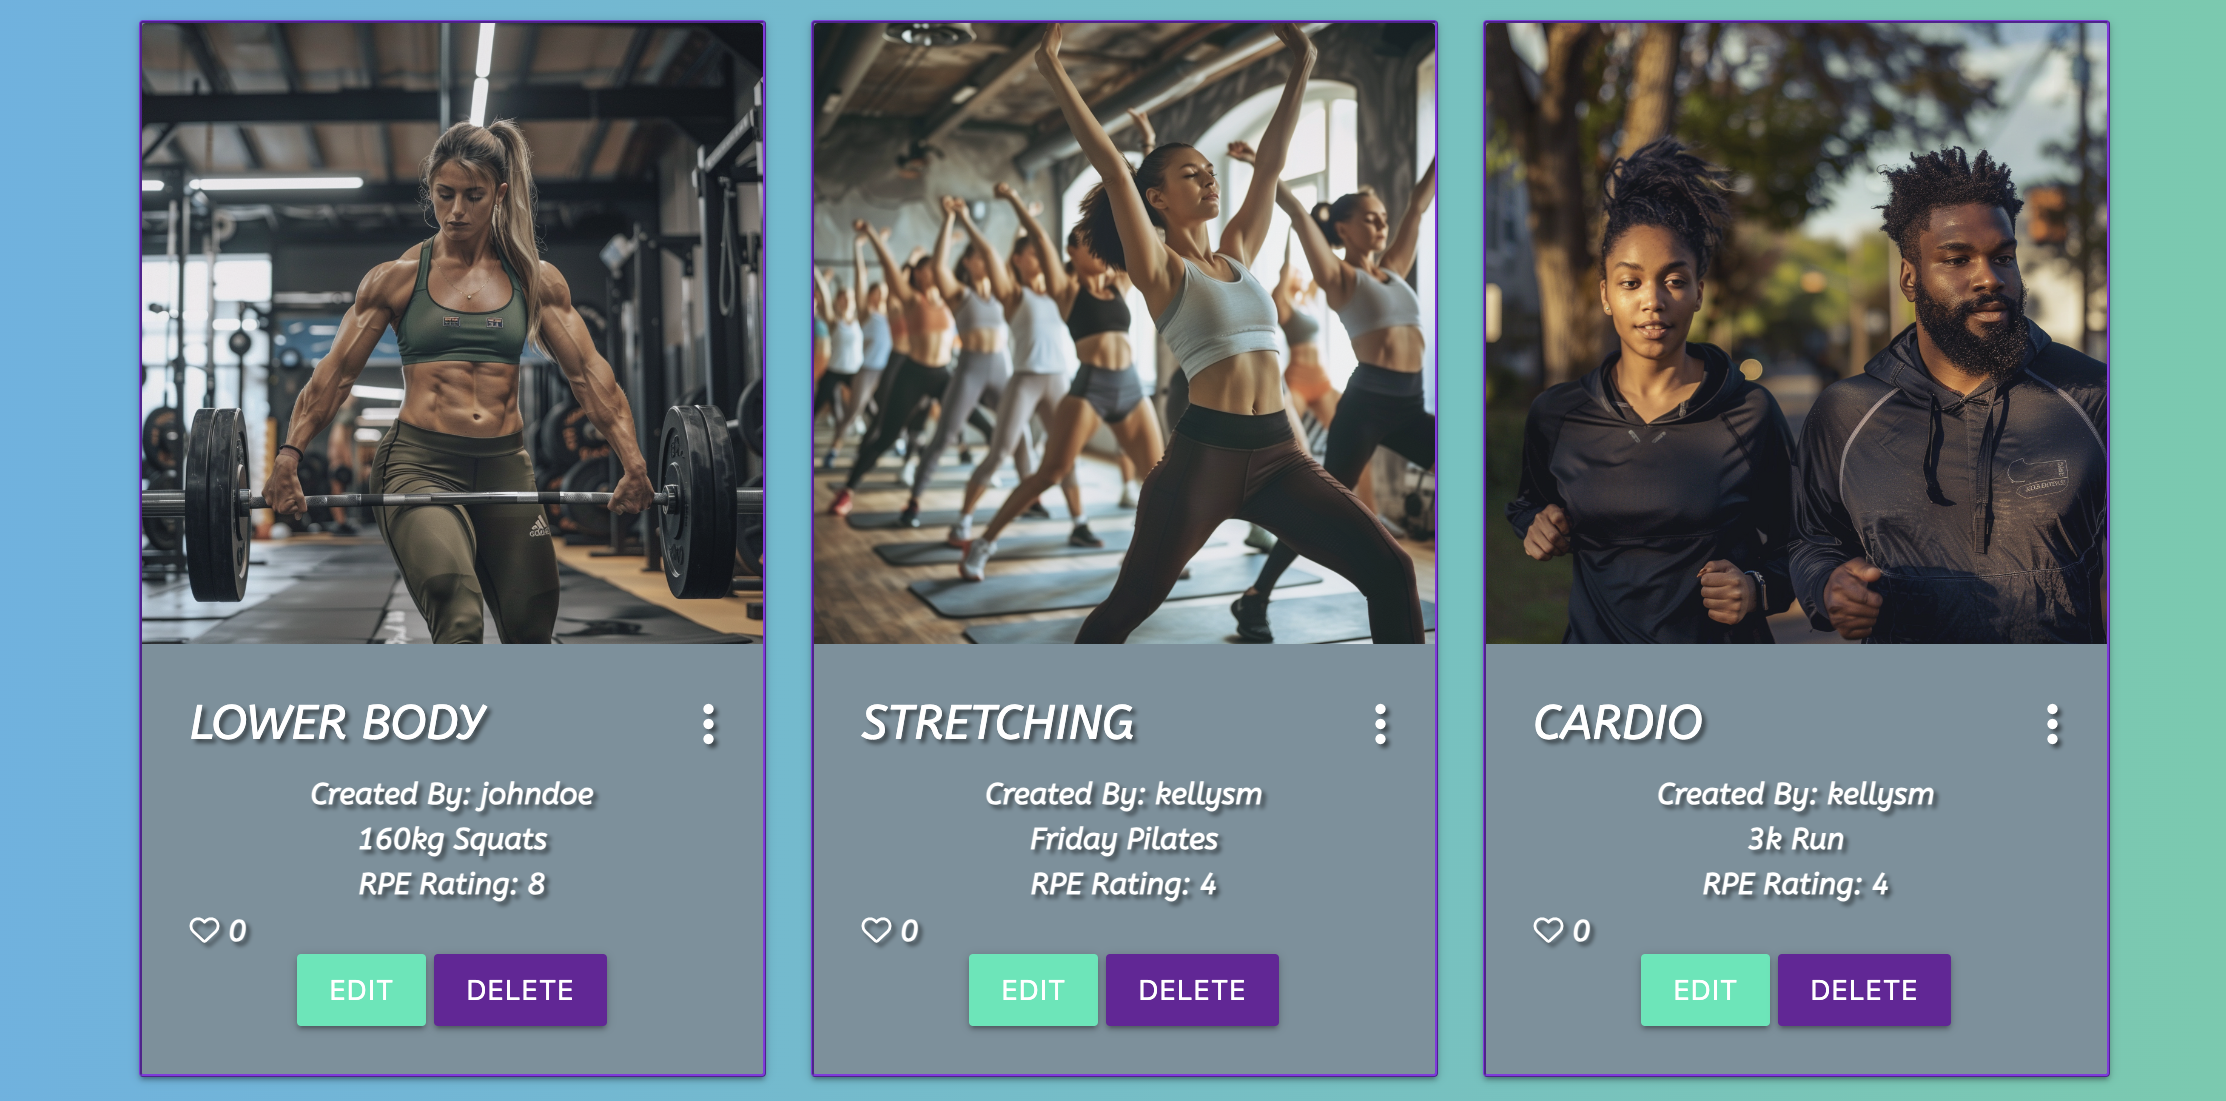 LOWER BODY
Created By: johndoe
160kg Squats
RPE Rating: 8
0
EDIT DELETE
STRETCHING
Created By: kellysm
Friday Pilates
RPE Rating: 4
0
EDIT DELETE
CARDIO
Created By: kellysm
3k Run
RPE Rating: 4
0
EDIT DELETE